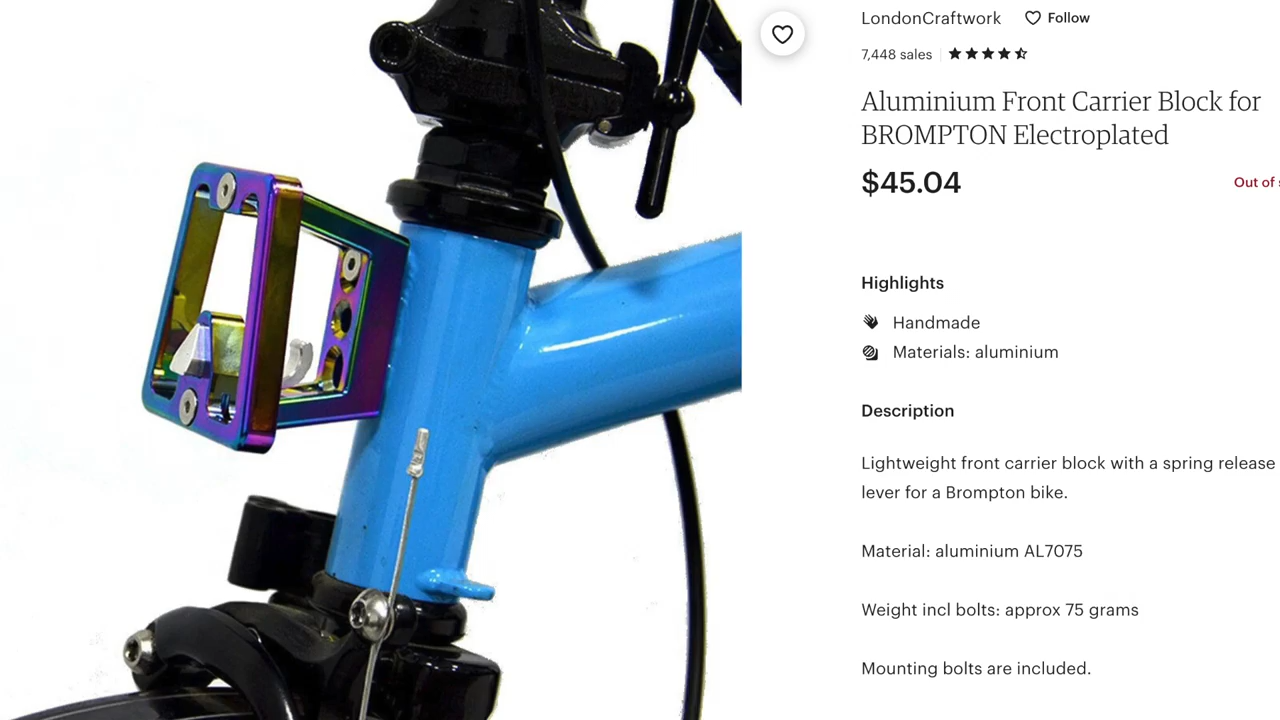 LondonCraftwork
Follow
7,448 sales
Aluminium Front Carrier Block for
BROMPTON Electroplated
$45.04
Out of
Highlights
Handmade
Materials: aluminium
Description
Lightweight front carrier block with a spring release
lever for a Brompton bike.
Material: aluminium AL7075
Weight incl bolts: approx 75 grams
Mounting bolts are included.